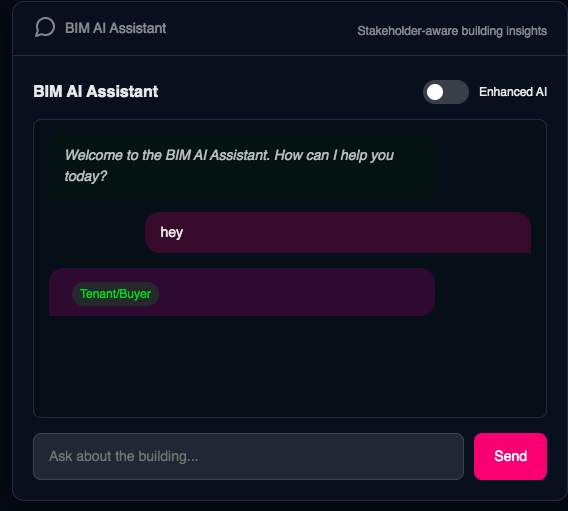 BIM AI Assistant
Stakeholder-aware building insights
BIM AI Assistant
Enhanced AI
Welcome to the BIM AI Assistant. How can I help you
today?
hey
Tenant/Buyer
Ask about the building...
Send